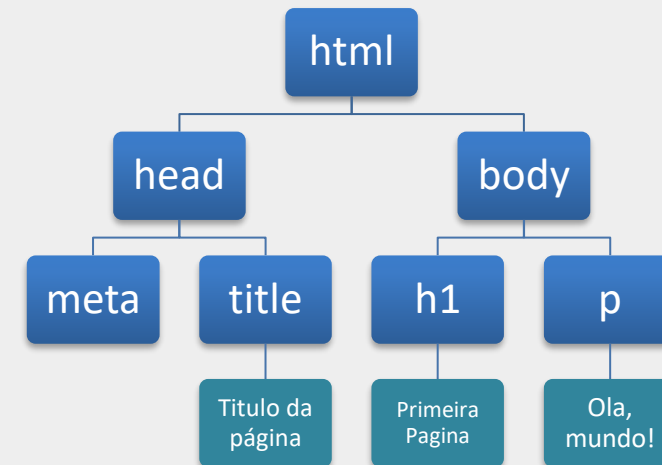 html
head
body
meta
title
h1
p
Titulo da
página
Primeira
Pagina
Ola,
mundo!